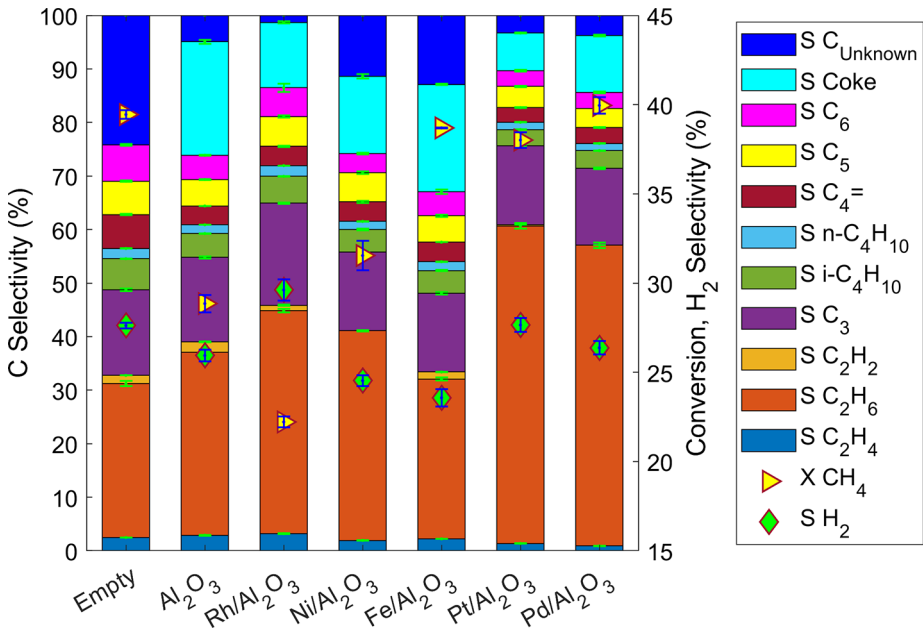 C Selectivity (%)
100
90
80
70
60
50
40
30
20
10
0
Empty
Al2O3
Rh/Al2O3
Ni/Al2O3
Fe/Al2O3
Pt/Al2O3
Pd/Al2O3
45
40
35
30
25
20
15
Conversion, H2 Selectivity (%)
S CUnknown
S Coke
S C6
S C5
S C4=
S n-C4H10
S i-C4H10
S C3
S C2H2
S C2H6
S C2H4
X CH4
S H2